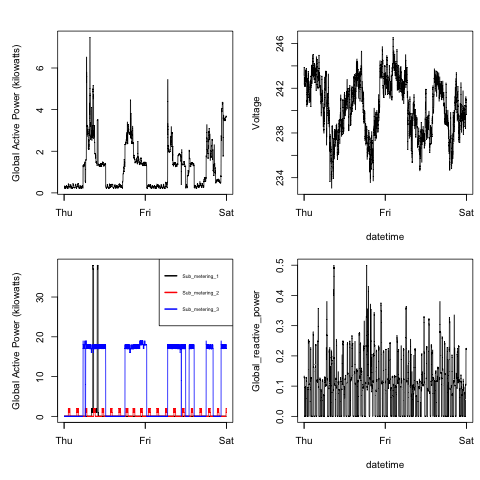 Global Active Power (kilowatts)
0 2 4 6
Thu Fri Sat
Voltage
234 238 242 246
Thu Fri Sat
datetime
Global Active Power (kilowatts)
0 10 20 30
Sub_metering_1
Sub_metering_2
Sub_metering_3
Thu Fri Sat
Global_reactive_power
0.0 0.1 0.2 0.3 0.4 0.5
Thu Fri Sat
datetime